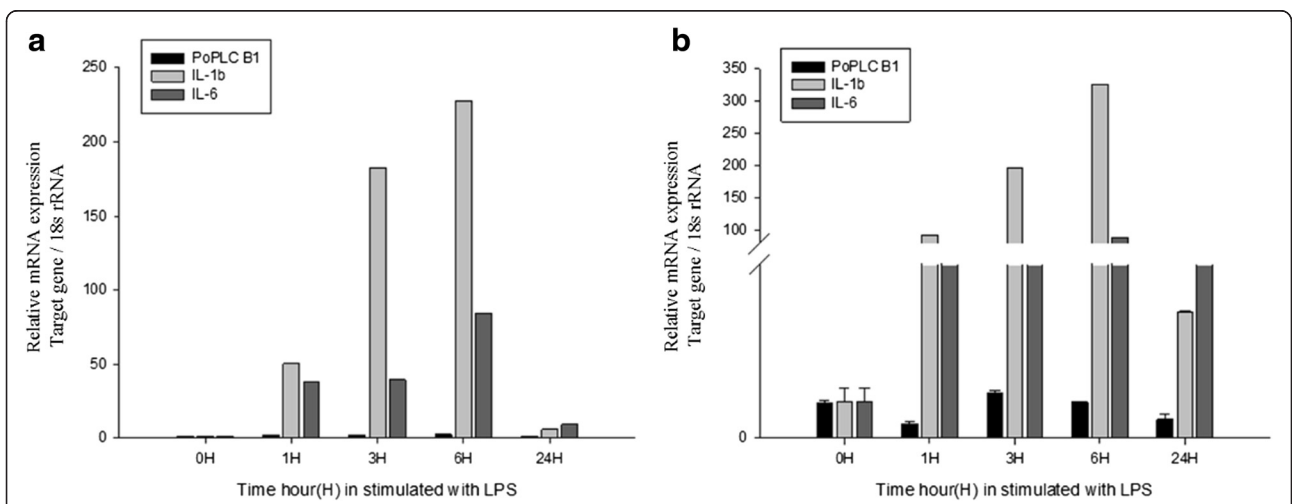 a
PoPLC B1
IL-1b
IL-6
250
200
150
100
50
0
Relative mRNA expression
Target gene / 18s rRNA
0H 1H 3H 6H 24H
Time hour(H) in stimulated with LPS
b
PoPLC B1
IL-1b
IL-6
350
300
250
200
150
100
0
Relative mRNA expression
Target gene / 18s rRNA
0H 1H 3H 6H 24H
Time hour(H) in stimulated with LPS